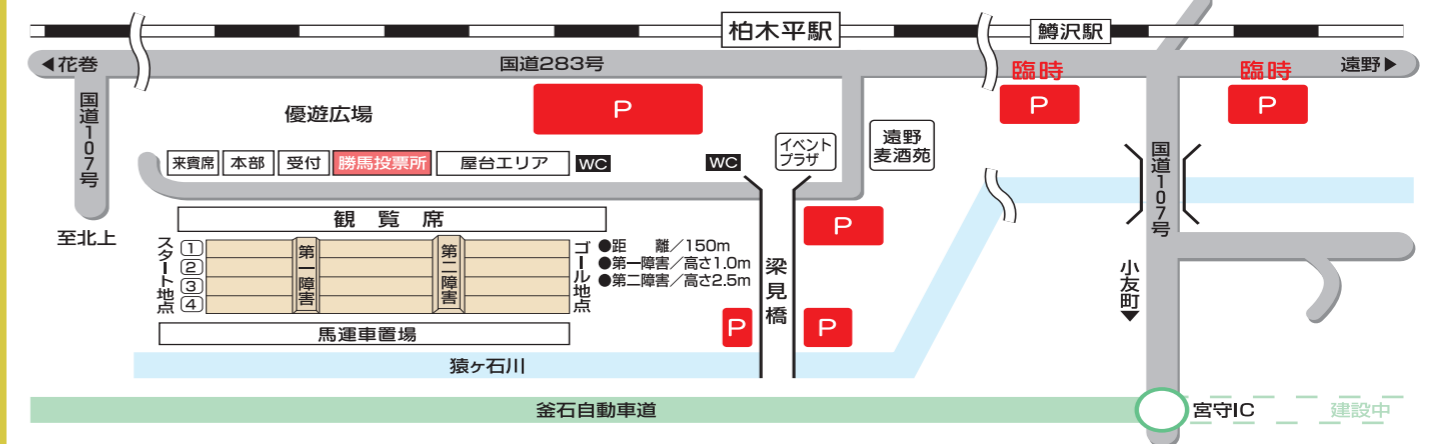 柏木平駅
鱒沢駅
◀花巻
国道283号
遠野▶
臨時
臨時
P
P
P
国道107号
優遊広場
イベント
プラザ
遠野
麦酒苑
来賓席
本部
受付
勝馬投票所
屋台エリア
WC
WC
国道107号
至北上
観覧席
P
スタート地点
①
②
③
④
第一障害
第二障害
ゴール地点
●距　離／150m
●第一障害／高さ1.0m
●第二障害／高さ2.5m
梁見橋
小友町▼
馬運車置場
P
P
猿ヶ石川
釜石自動車道
宮守IC
建設中